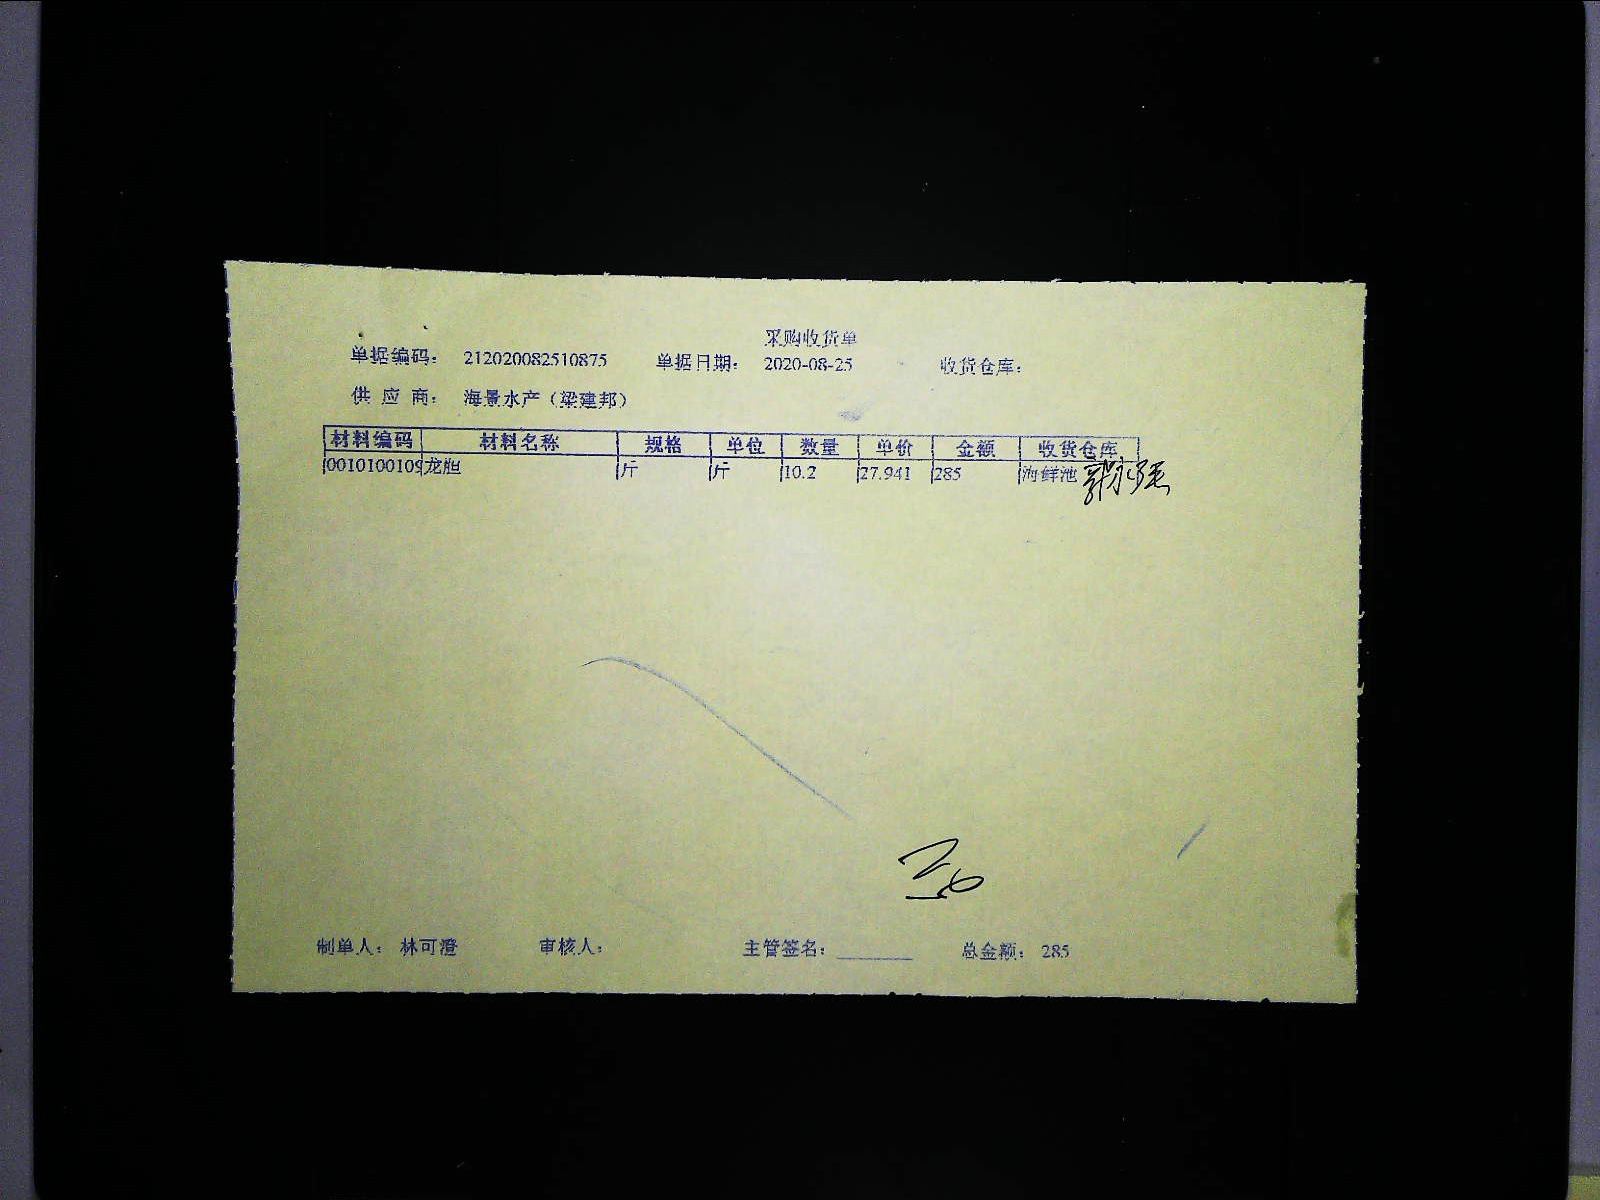 采购收货单
单据编码: 212020082510875 单据日期: 2020-08-25 收货仓库:
供 应 商: 海景水产（梁建邦）
材料编码 材料名称 规格 单位 数量 单价 金额 收货仓库
0010100109 龙胆 斤 斤 10.2 27.941 285 海鲜池
制单人: 林可澄 审核人: 主管签名: 总金额: 285